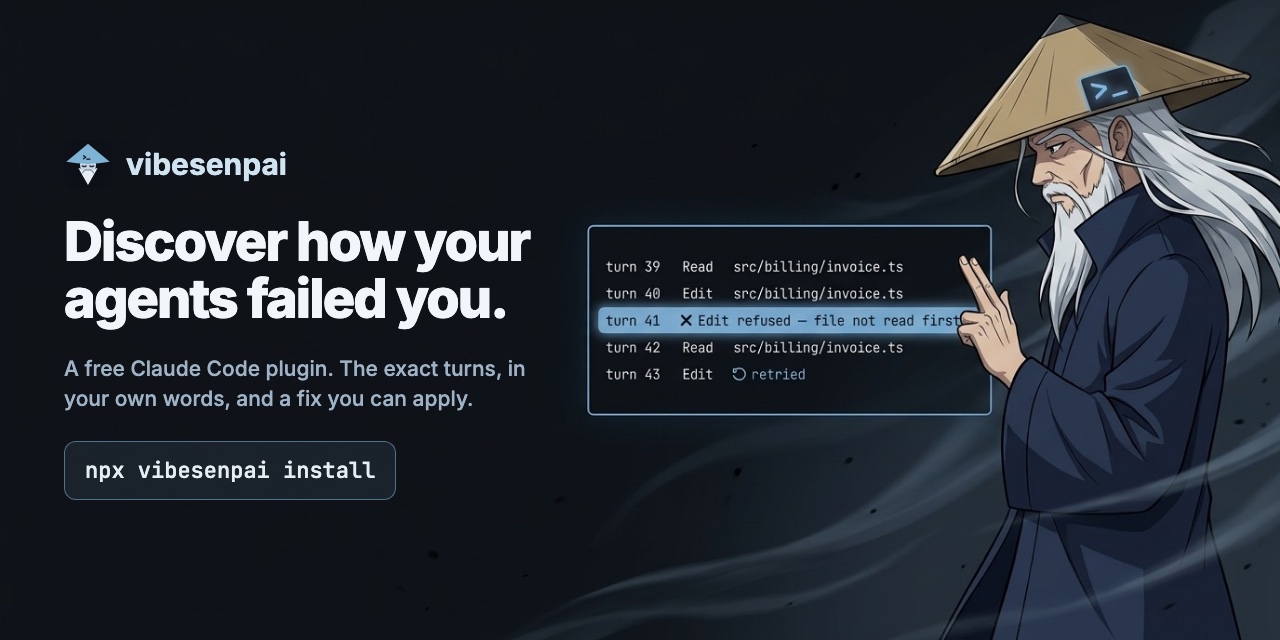 vibesenpai
Discover how your
agents failed you.
A free Claude Code plugin. The exact turns, in
your own words, and a fix you can apply.
npx vibesenpai install
turn 39 Read src/billing/invoice.ts
turn 40 Edit src/billing/invoice.ts
turn 41 ✕ Edit refused — file not read first
turn 42 Read src/billing/invoice.ts
turn 43 Edit ↺ retried
>_